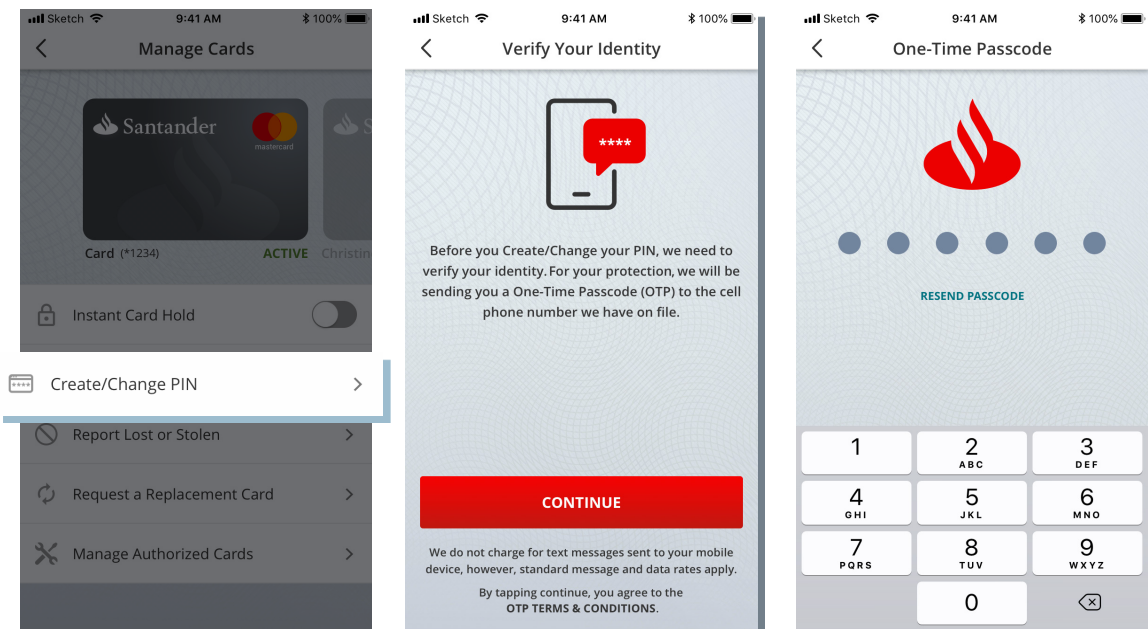 Sketch 9:41 AM 100%
Manage Cards
Santander
mastercard
S
Card (*1234) ACTIVE Christin
Instant Card Hold
**** Create/Change PIN
Report Lost or Stolen
Request a Replacement Card
Manage Authorized Cards
Sketch 9:41 AM 100%
Verify Your Identity
****
Before you Create/Change your PIN, we need to
verify your identity. For your protection, we will be
sending you a One-Time Passcode (OTP) to the cell
phone number we have on file.
CONTINUE
We do not charge for text messages sent to your mobile
device, however, standard message and data rates apply.
By tapping continue, you agree to the
OTP TERMS & CONDITIONS.
Sketch 9:41 AM 100%
One-Time Passcode
RESEND PASSCODE
1 2 3
ABC DEF
4 5 6
GHI JKL MNO
7 8 9
PQRS TUV WXYZ
0